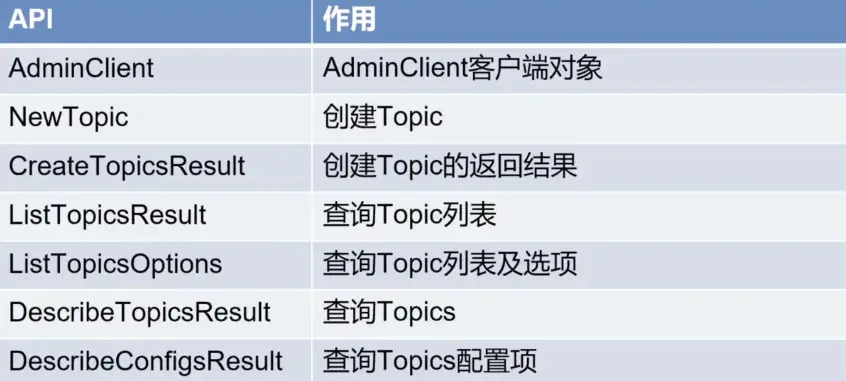 API 作用
AdminClient AdminClient客户端对象
NewTopic 创建Topic
CreateTopicsResult 创建Topic的返回结果
ListTopicsResult 查询Topic列表
ListTopicsOptions 查询Topic列表及选项
DescribeTopicsResult 查询Topics
DescribeConfigsResult 查询Topics配置项